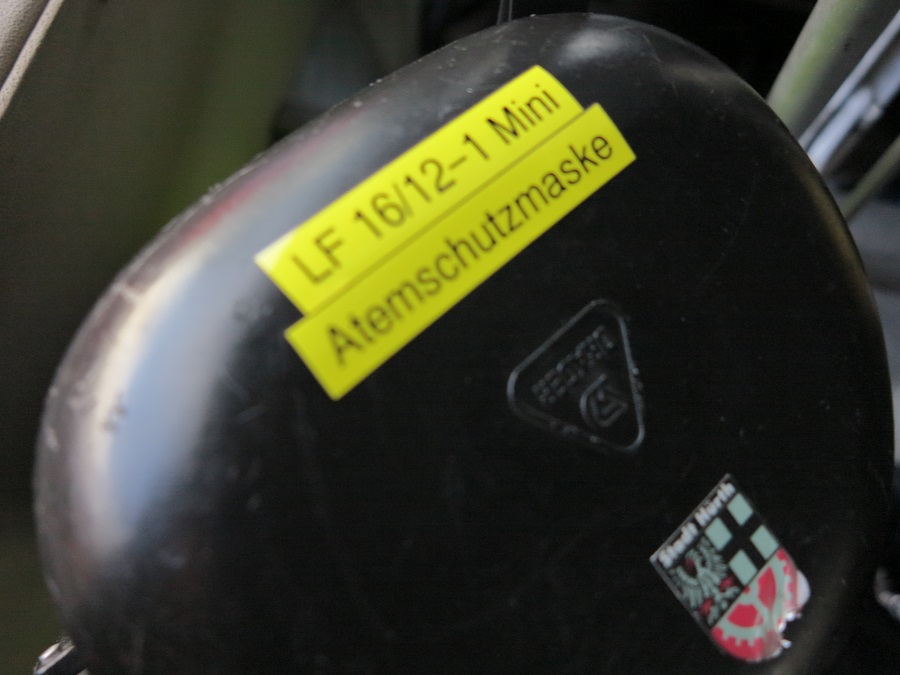 LF 16/12-1 Mini
Atemschutzmaske
Stadt Hürth